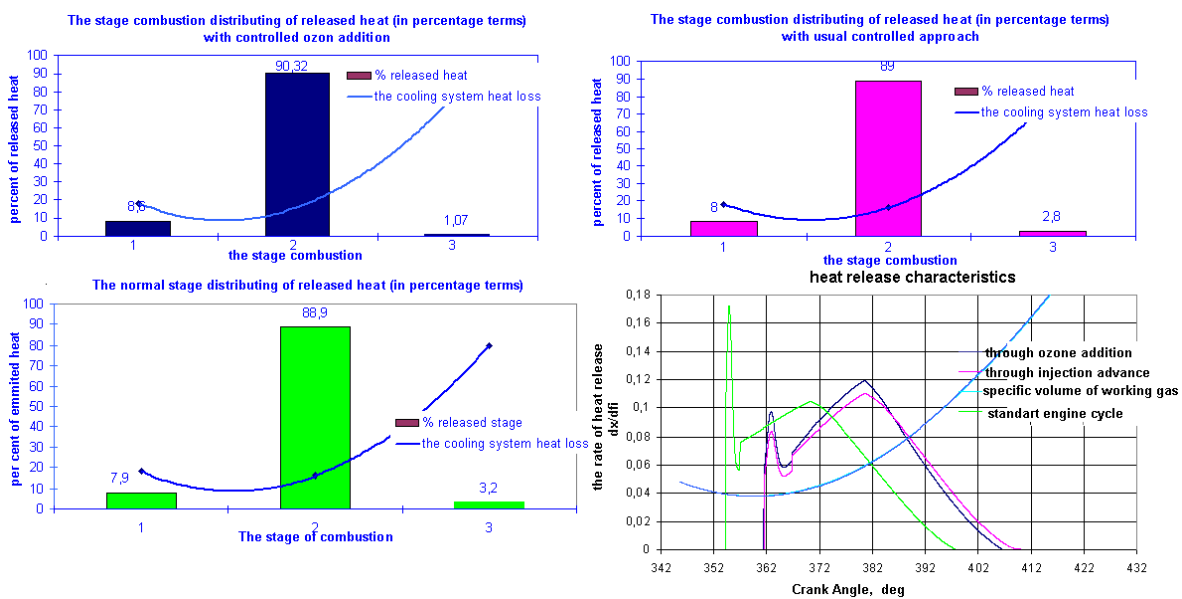 The stage combustion distributing of released heat (in percentage terms)
with controlled ozon addition
percent of released heat
100
90
80
70
60
50
40
30
20
10
0
90,32
% released heat
the cooling system heat loss
8,6
1,07
1
2
3
the stage combustion
The stage combustion distributing of released heat (in percentage terms)
with usual controlled approach
percent of released heat
100
90
80
70
60
50
40
30
20
10
0
89
% released heat
the cooling system heat loss
8
2,8
1
2
3
the stage combustion
The normal stage distributing of released heat (in percentage terms)
per cent of emnited heat
100
90
80
70
60
50
40
30
20
10
0
88,9
% released stage
the cooling system heat loss
7,9
3,2
1
2
3
The stage of combustion
heat release characteristics
the rate of heat release
dx/dfi
0,18
0,16
0,14
0,12
0,1
0,08
0,06
0,04
0,02
0
through ozone addition
through injection advance
specific volume of working gas
standart engine cycle
342
352
362
372
382
392
402
412
422
432
Crank Angle, deg